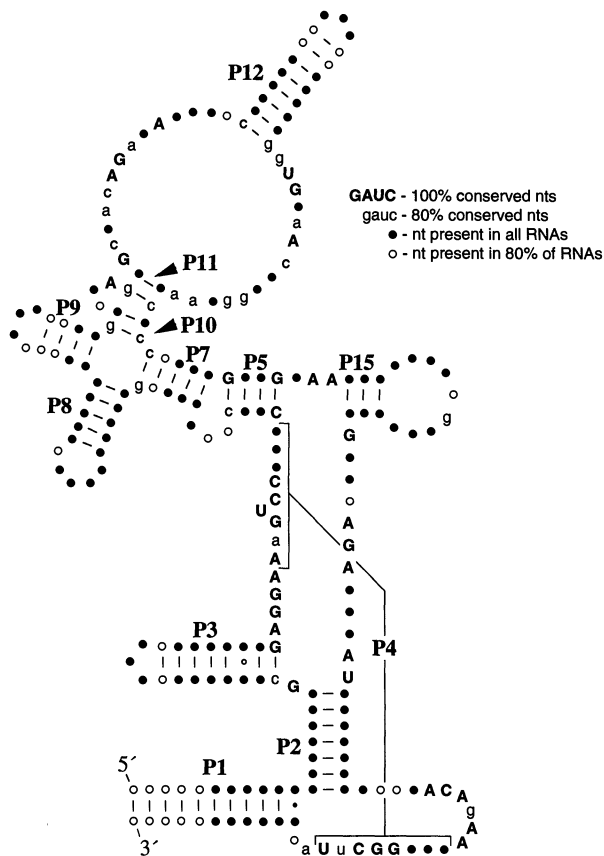 P12
A
c
a
G
A
c
a
c
G
g
g
U
G
a
A
c
GAUC - 100% conserved nts
gauc - 80% conserved nts
- nt present in all RNAs
- nt present in 80% of RNAs
P11
A g c a a g g
P9
P10
g c
c
P7
P5
P15
g
G G A A
P8
c C
g
G
C
C
U
G
a
A
A
G
G
A
G
A
G
A
P3
P4
A
U
c G
P2
5´
P1
A C A
g
A
A
3´
a U u C G G